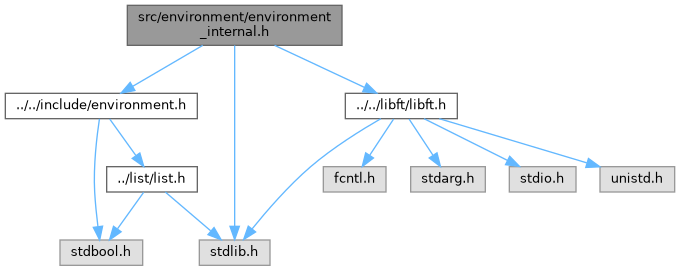 src/environment/environment
_internal.h
../../include/environment.h
../../libft/libft.h
../list/list.h
fcntl.h
stdarg.h
stdio.h
unistd.h
stdbool.h
stdlib.h